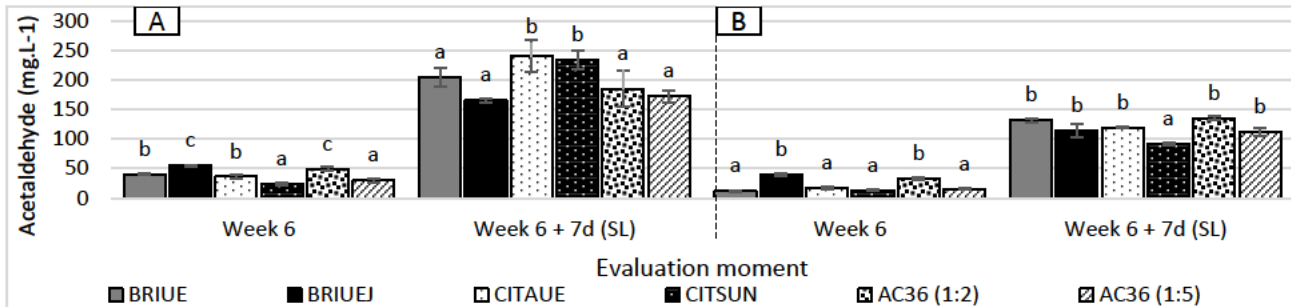 Acetaldehyde (mg.L-1)
300
250
200
150
100
50
0
A
B
b c b a c a
a a b b a a
a b a a b a
b b b a b b
Week 6 Week 6 + 7d (SL) Week 6 Week 6 + 7d (SL)
Evaluation moment
BRIUE BRIUEJ CITAUE CITSUN AC36 (1:2) AC36 (1:5)